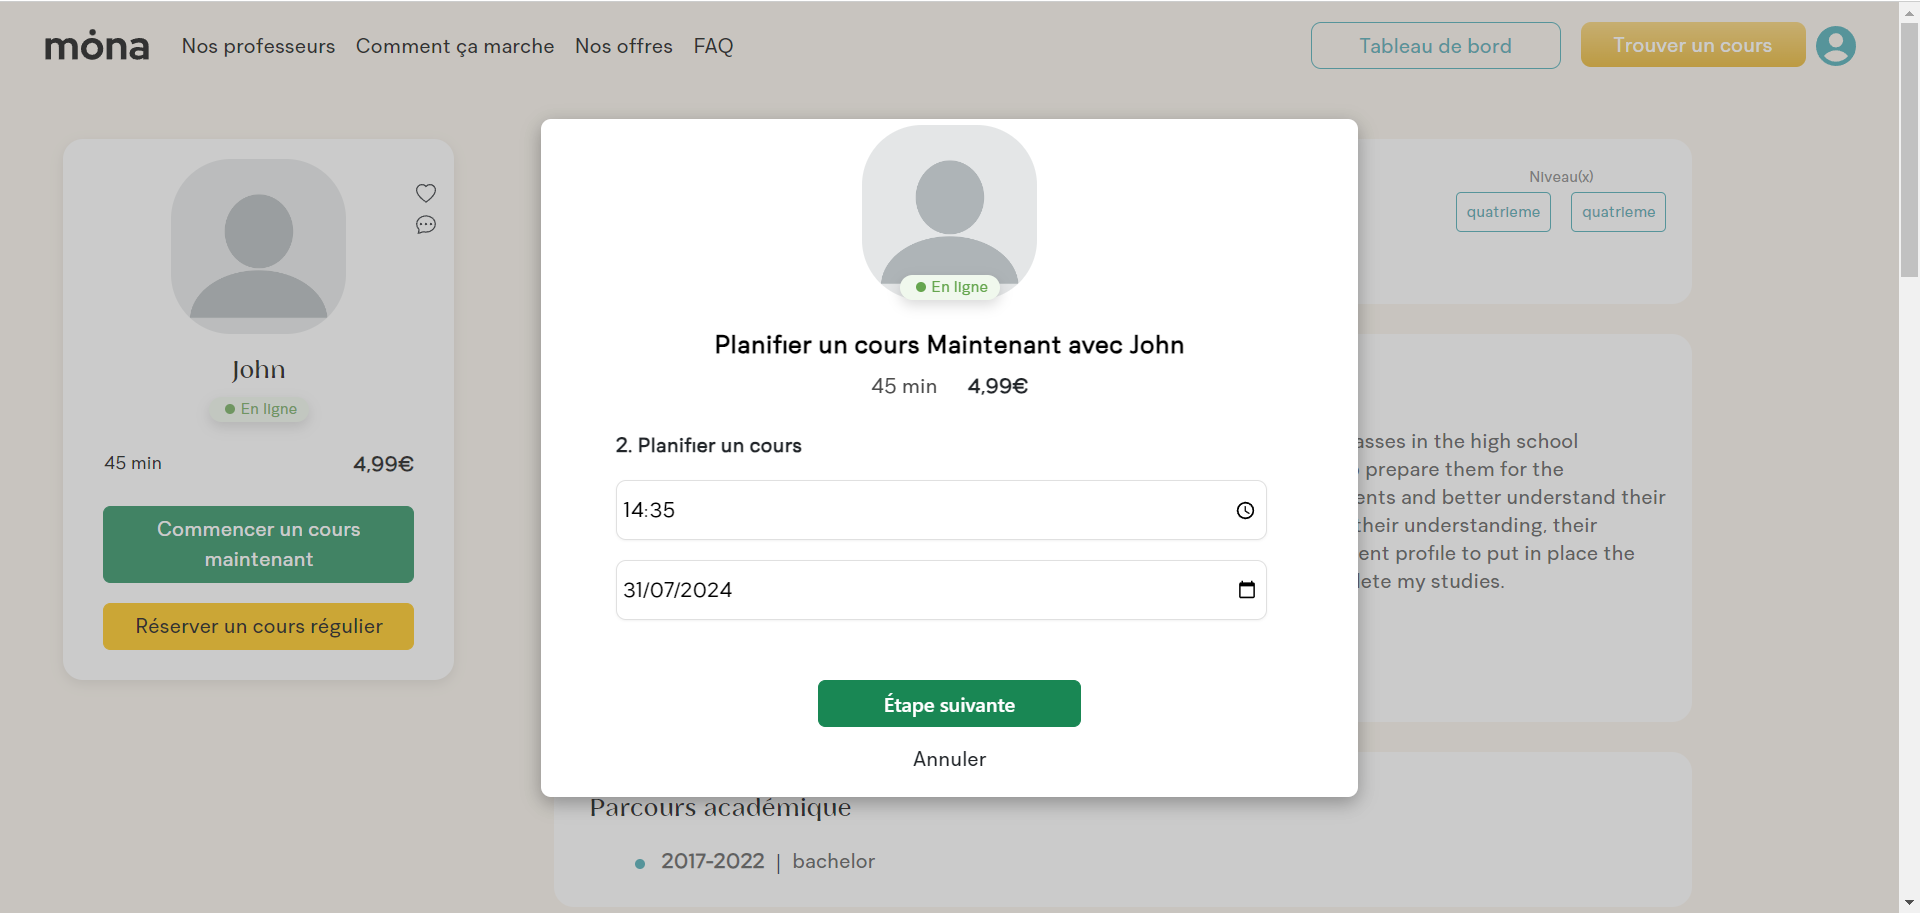 mona
Nos professeurs
Comment ça marche
Nos offres
FAQ
Tableau de bord
Trouver un cours
John
En ligne
45 min
4,99€
Commencer un cours
maintenant
Réserver un cours régulier
En ligne
Planifier un cours Maintenant avec John
45 min
4,99€
2. Planifier un cours
14:35
31/07/2024
Étape suivante
Annuler
Niveau(x)
quatrieme
quatrieme
asses in the high school
prepare them for the
ents and better understand their
their understanding, their
ent profile to put in place the
lete my studies.
Parcours académique
2017-2022 | bachelor